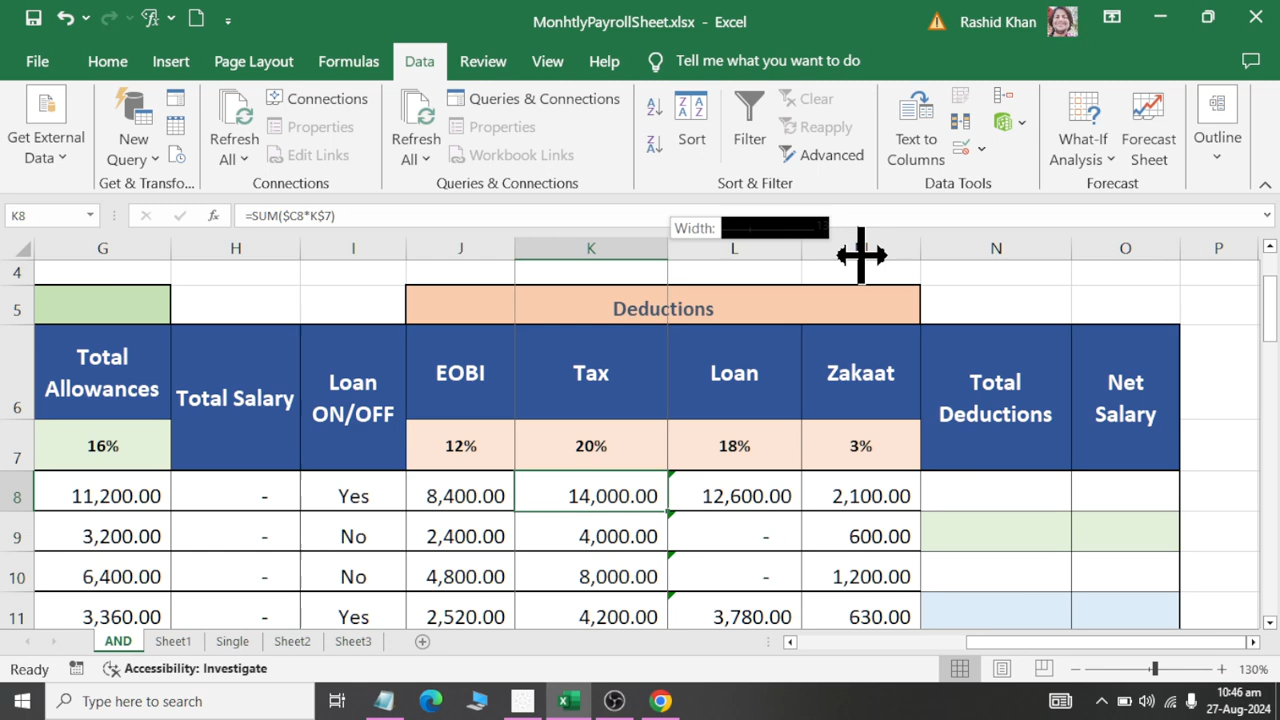 MonhtlyPayrollSheet.xlsx - Excel
Rashid Khan
File Home Insert Page Layout Formulas Data Review View Help Tell me what you want to do
Get External Data
New Query
Get & Transfo...
Refresh All
Connections
Properties
Edit Links
Connections
Refresh All
Queries & Connections
Properties
Workbook Links
Queries & Connections
Sort
Filter
Clear
Reapply
Advanced
Sort & Filter
Text to Columns
Data Tools
What-If Analysis
Forecast Sheet
Forecast
Outline
K8 fx =SUM($C8*K$7)
Width:
G H I J K L N O P
4
5 Deductions
6 Total Allowances Total Salary Loan ON/OFF EOBI Tax Loan Zakaat Total Deductions Net Salary
7 16% 12% 20% 18% 3%
8 11,200.00 - Yes 8,400.00 14,000.00 12,600.00 2,100.00
9 3,200.00 - No 2,400.00 4,000.00 - 600.00
10 6,400.00 - No 4,800.00 8,000.00 - 1,200.00
11 3,360.00 - Yes 2,520.00 4,200.00 3,780.00 630.00
AND Sheet1 Single Sheet2 Sheet3
Ready Accessibility: Investigate 130%
Type here to search
10:46 am
27-Aug-2024